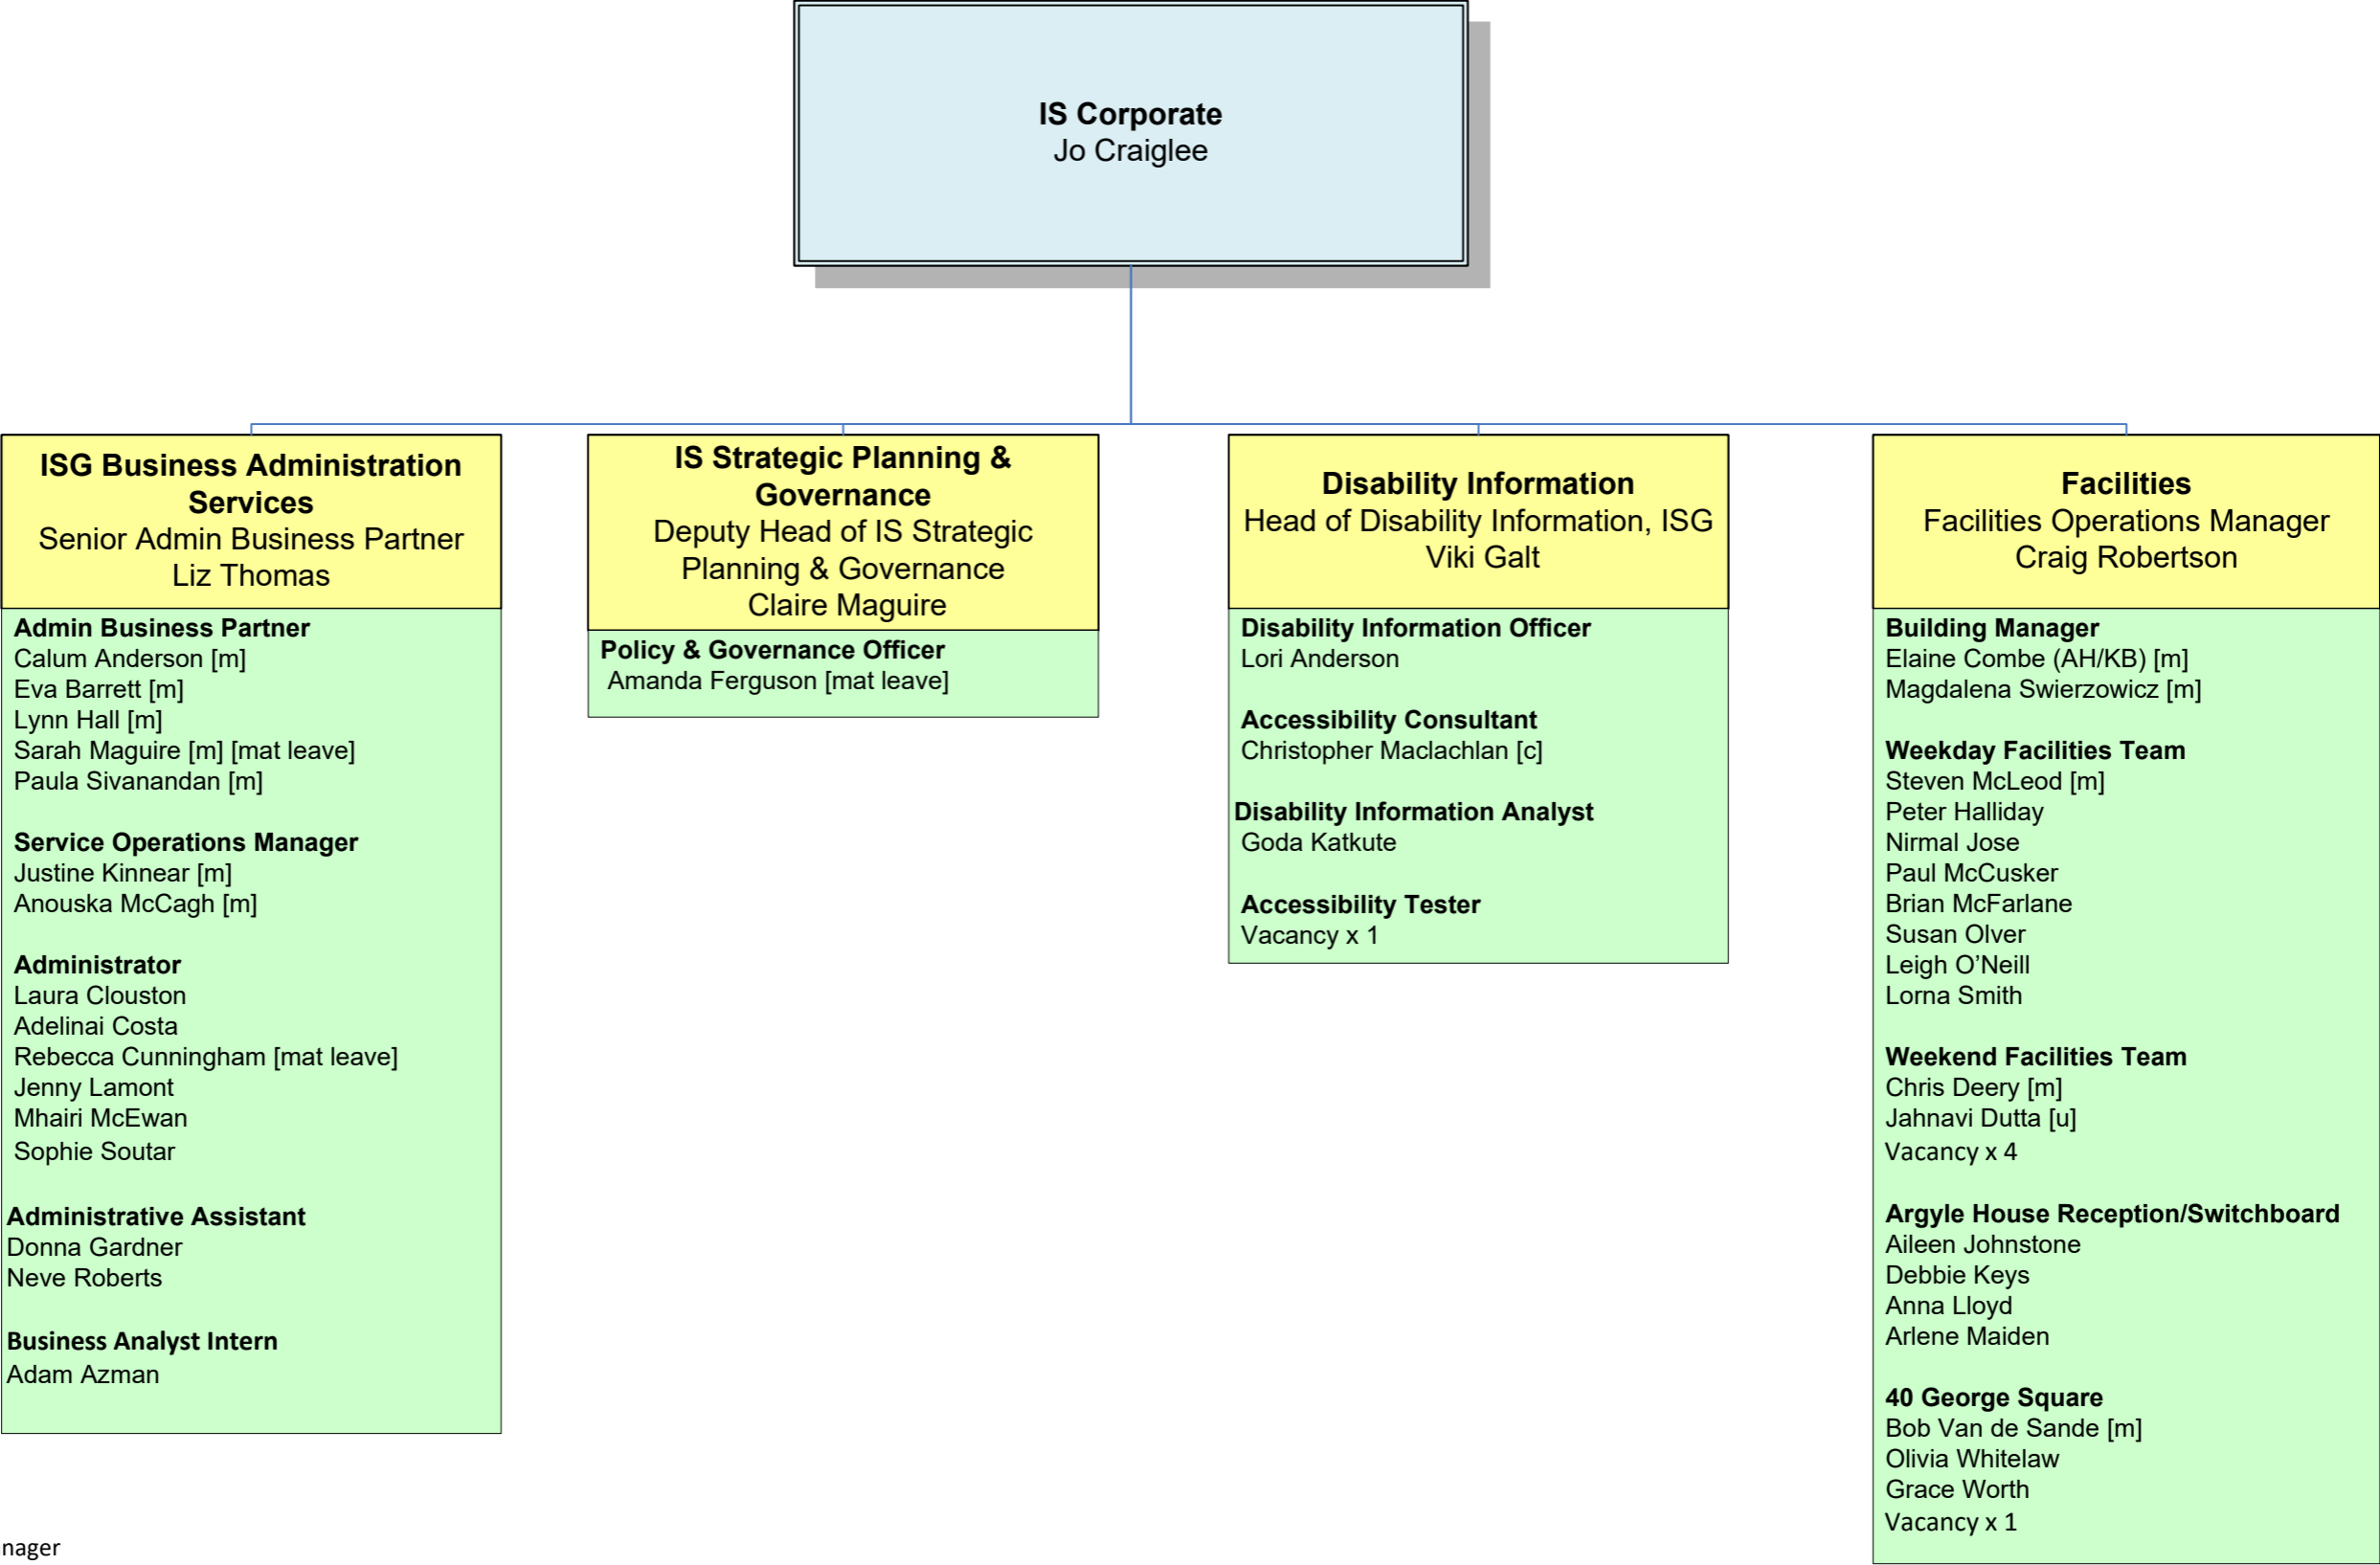 IS Corporate
Jo Craiglee
ISG Business Administration
Services
Senior Admin Business Partner
Liz Thomas
Admin Business Partner
Calum Anderson [m]
Eva Barrett [m]
Lynn Hall [m]
Sarah Maguire [m] [mat leave]
Paula Sivanandan [m]
Service Operations Manager
Justine Kinnear [m]
Anouska McCagh [m]
Administrator
Laura Clouston
Adelinai Costa
Rebecca Cunningham [mat leave]
Jenny Lamont
Mhairi McEwan
Sophie Soutar
Administrative Assistant
Donna Gardner
Neve Roberts
Business Analyst Intern
Adam Azman
IS Strategic Planning &
Governance
Deputy Head of IS Strategic
Planning & Governance
Claire Maguire
Policy & Governance Officer
Amanda Ferguson [mat leave]
Disability Information
Head of Disability Information, ISG
Viki Galt
Disability Information Officer
Lori Anderson
Accessibility Consultant
Christopher Maclachlan [c]
Disability Information Analyst
Goda Katkute
Accessibility Tester
Vacancy x 1
Facilities
Facilities Operations Manager
Craig Robertson
Building Manager
Elaine Combe (AH/KB) [m]
Magdalena Swierzowicz [m]
Weekday Facilities Team
Steven McLeod [m]
Peter Halliday
Nirmal Jose
Paul McCusker
Brian McFarlane
Susan Olver
Leigh O’Neill
Lorna Smith
Weekend Facilities Team
Chris Deery [m]
Jahnavi Dutta [u]
Vacancy x 4
Argyle House Reception/Switchboard
Aileen Johnstone
Debbie Keys
Anna Lloyd
Arlene Maiden
40 George Square
Bob Van de Sande [m]
Olivia Whitelaw
Grace Worth
Vacancy x 1
nager